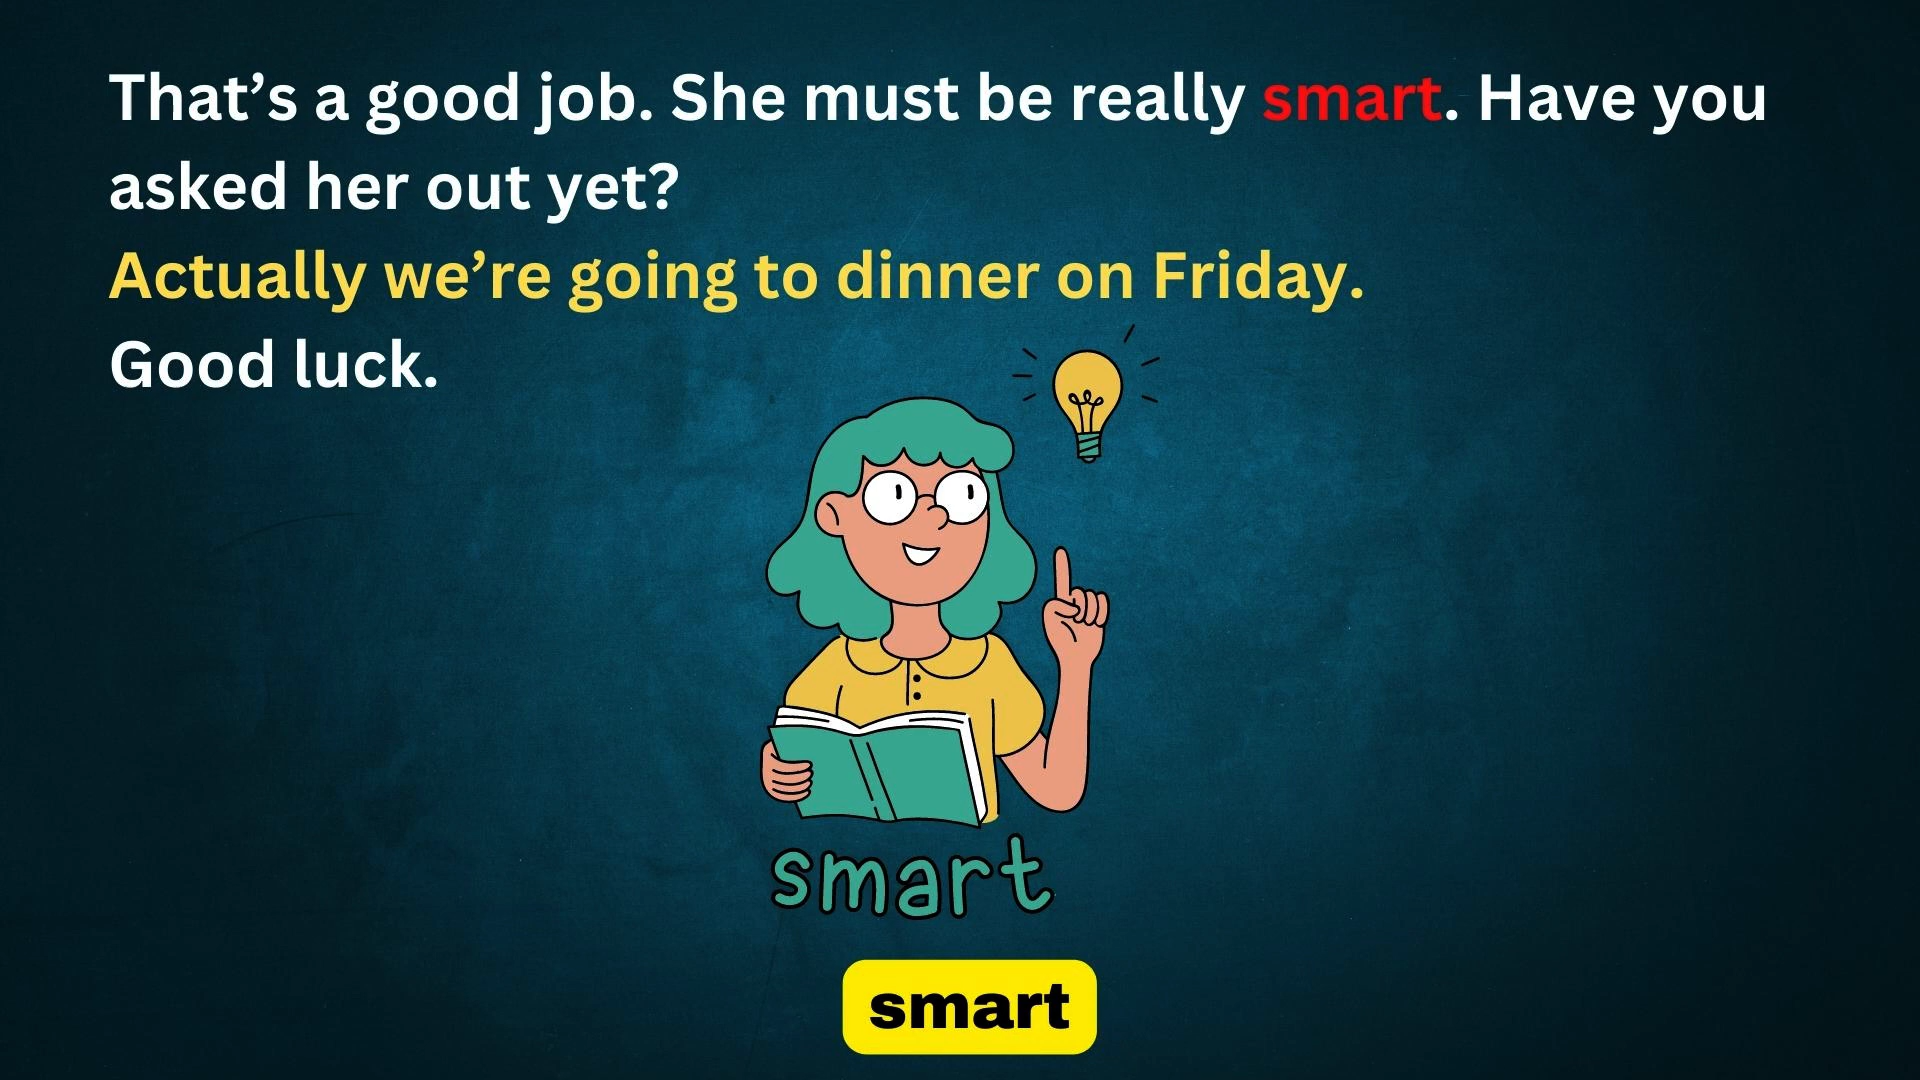 That’s a good job. She must be really smart. Have you
asked her out yet?
Actually we’re going to dinner on Friday.
Good luck.
smart
smart